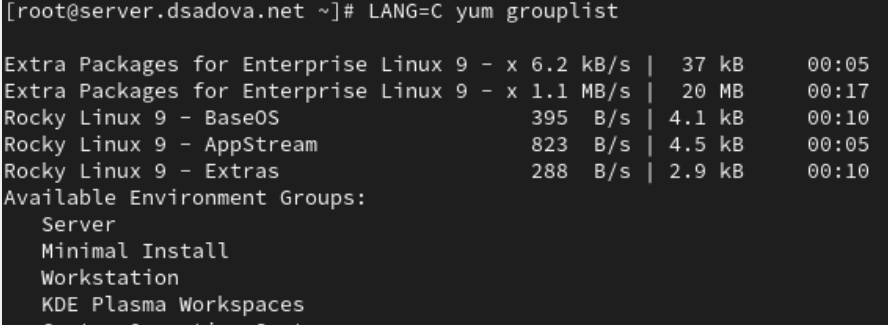 [root@server.dsadova.net ~]# LANG=C yum grouplist
Extra Packages for Enterprise Linux 9 - x 6.2 kB/s |  37 kB     00:05
Extra Packages for Enterprise Linux 9 - x 1.1 MB/s |  20 MB     00:17
Rocky Linux 9 - BaseOS                    395  B/s | 4.1 kB     00:10
Rocky Linux 9 - AppStream                 823  B/s | 4.5 kB     00:05
Rocky Linux 9 - Extras                    288  B/s | 2.9 kB     00:10
Available Environment Groups:
   Server
   Minimal Install
   Workstation
   KDE Plasma Workspaces